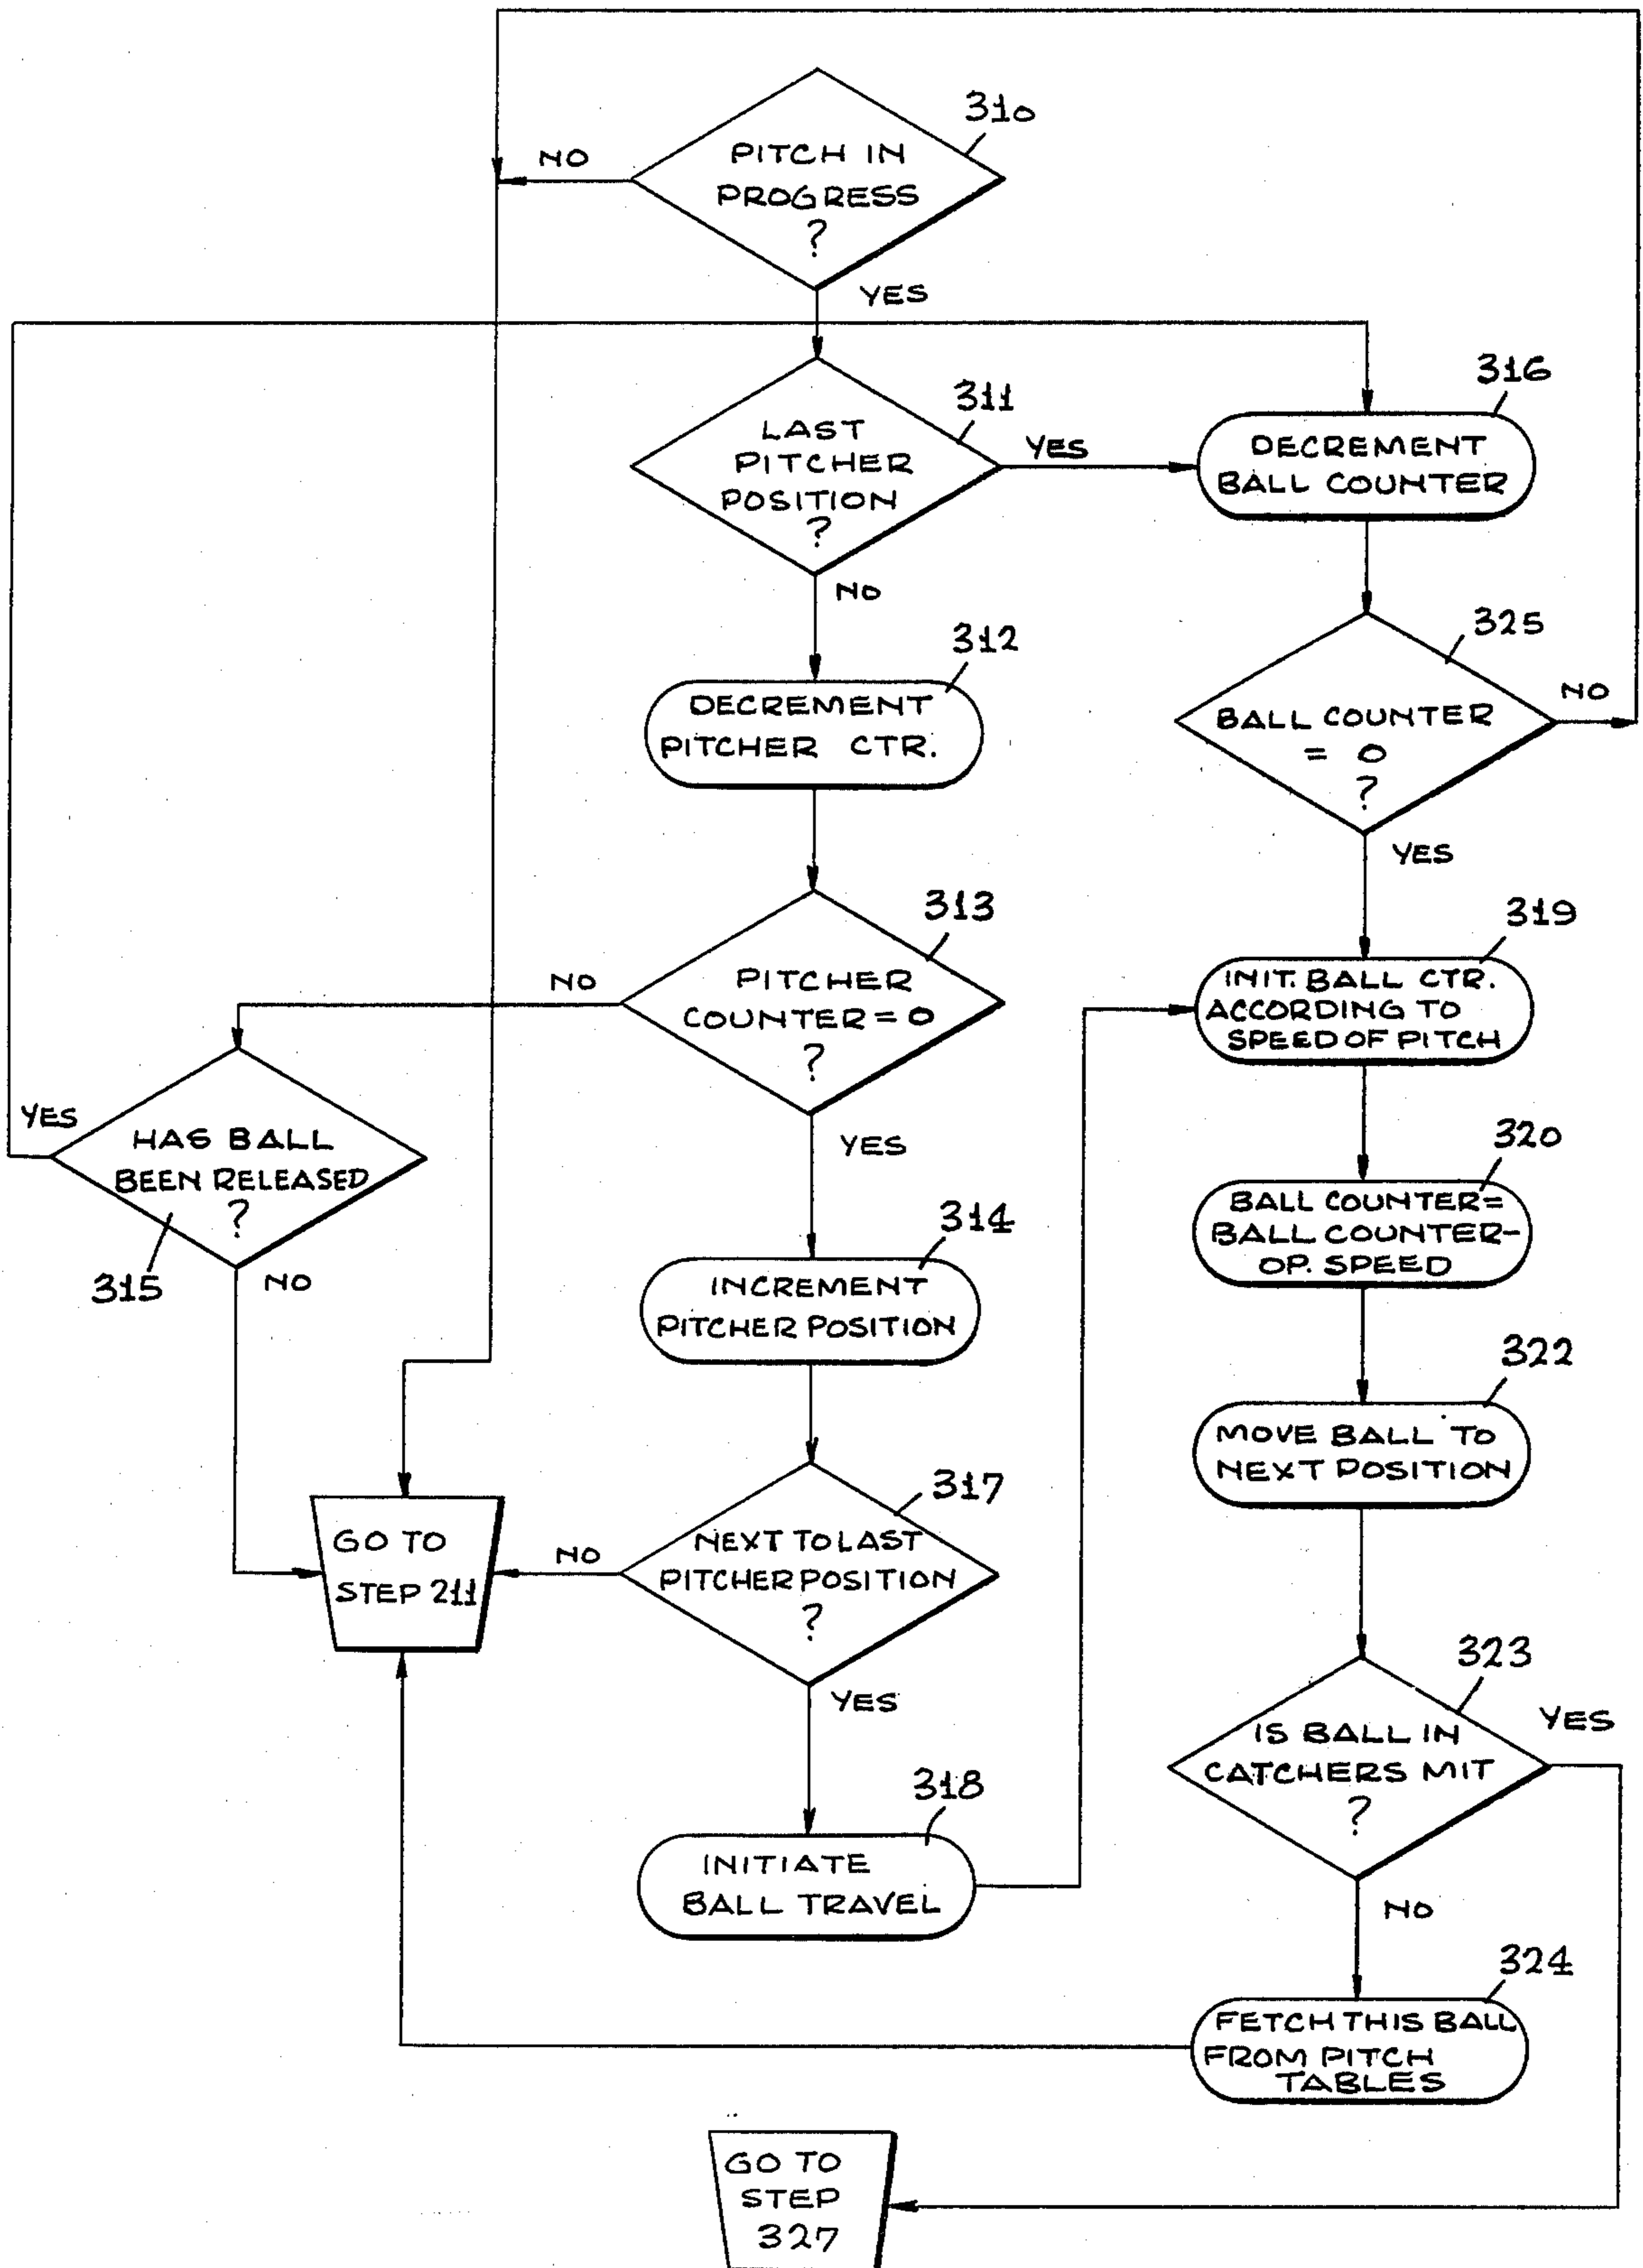 310
PITCH IN
PROGRESS
?
NO
YES
311
LAST
PITCHER
POSITION
?
YES
NO
316
DECREMENT
BALL COUNTER
325
BALL COUNTER
= 0
?
NO
YES
312
DECREMENT
PITCHER CTR.
313
PITCHER
COUNTER = 0
?
NO
YES
319
INIT. BALL CTR.
ACCORDING TO
SPEED OF PITCH
YES
HAS BALL
BEEN RELEASED
?
315
NO
320
BALL COUNTER=
BALL COUNTER-
OP. SPEED
314
INCREMENT
PITCHER POSITION
322
MOVE BALL TO
NEXT POSITION
317
NEXT TO LAST
PITCHER POSITION
?
NO
YES
GO TO
STEP 211
323
IS BALL IN
CATCHERS MIT
?
YES
NO
318
INITIATE
BALL TRAVEL
324
FETCH THIS BALL
FROM PITCH
TABLES
GO TO
STEP
327